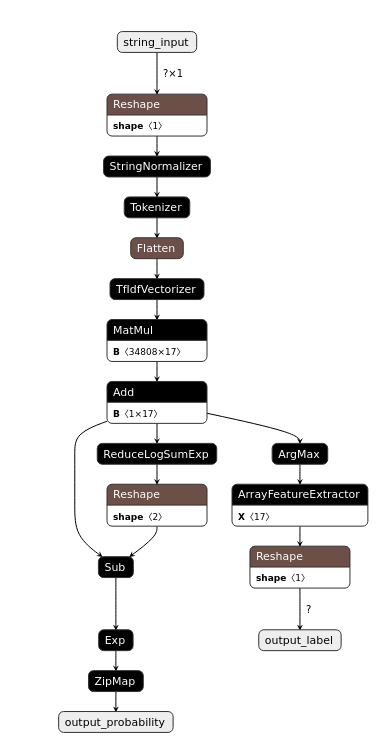 string_input
?×1
Reshape
shape 〈1〉
StringNormalizer
Tokenizer
Flatten
TfIdfVectorizer
MatMul
B 〈34808×17〉
Add
B 〈1×17〉
ReduceLogSumExp
ArgMax
Reshape
shape 〈2〉
ArrayFeatureExtractor
X 〈17〉
Sub
Reshape
shape 〈1〉
?
Exp
output_label
ZipMap
output_probability